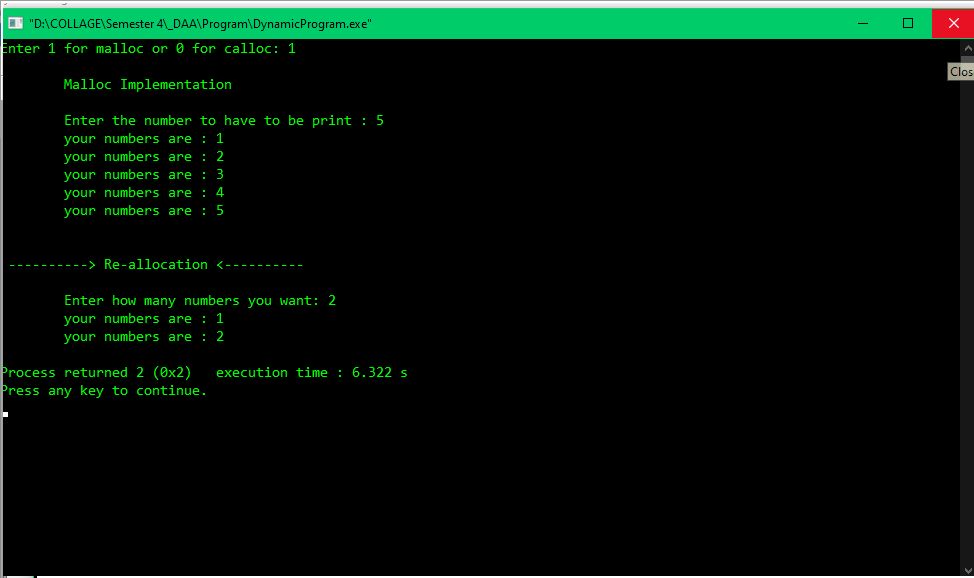 "D:\COLLAGE\Semester 4\_DAA\Program\DynamicProgram.exe"
Enter 1 for malloc or 0 for calloc: 1
Clos
Malloc Implementation
Enter the number to have to be print : 5
your numbers are : 1
your numbers are : 2
your numbers are : 3
your numbers are : 4
your numbers are : 5
----------> Re-allocation <----------
Enter how many numbers you want: 2
your numbers are : 1
your numbers are : 2
Process returned 2 (0x2)   execution time : 6.322 s
Press any key to continue.